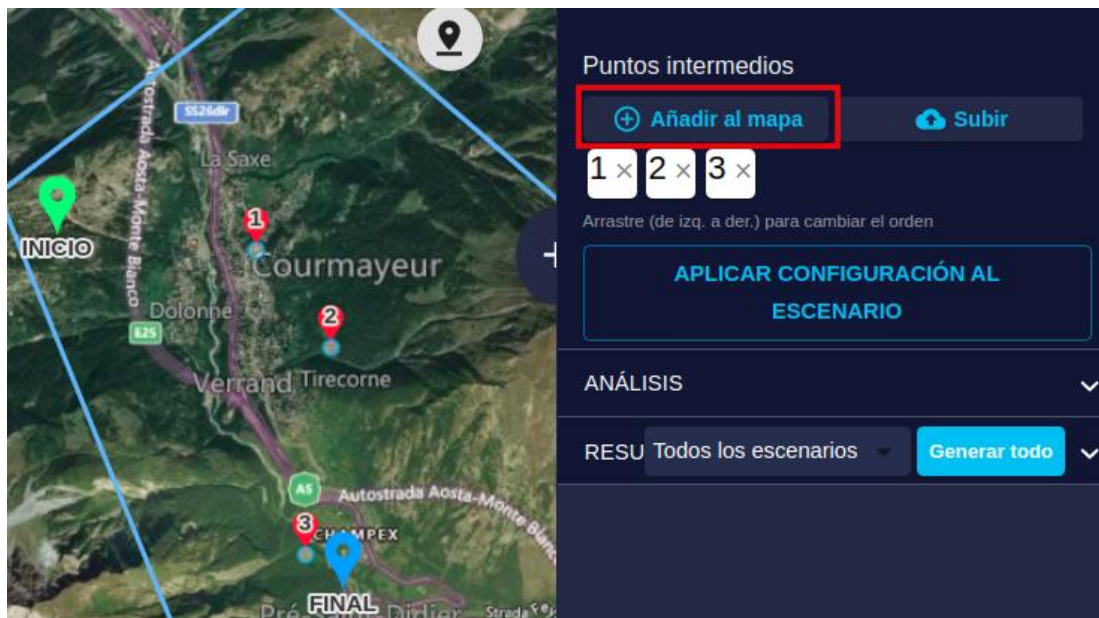 Autostrada Aosta-Monte Bianco
SS26dir
La Saxe
INICIO
1
Courmayeur
Dolonne
2
E25
Verrand
Tirecorne
A5
Autostrada Aosta-Monte Bianc
3
CHAMPEX
FINAL
Pré-Saint-Didier
Strada
Puntos intermedios
Añadir al mapa
Subir
1 × 2 × 3 ×
Arrastre (de izq. a der.) para cambiar el orden
APLICAR CONFIGURACIÓN AL
ESCENARIO
ANÁLISIS
RESU Todos los escenarios Generar todo